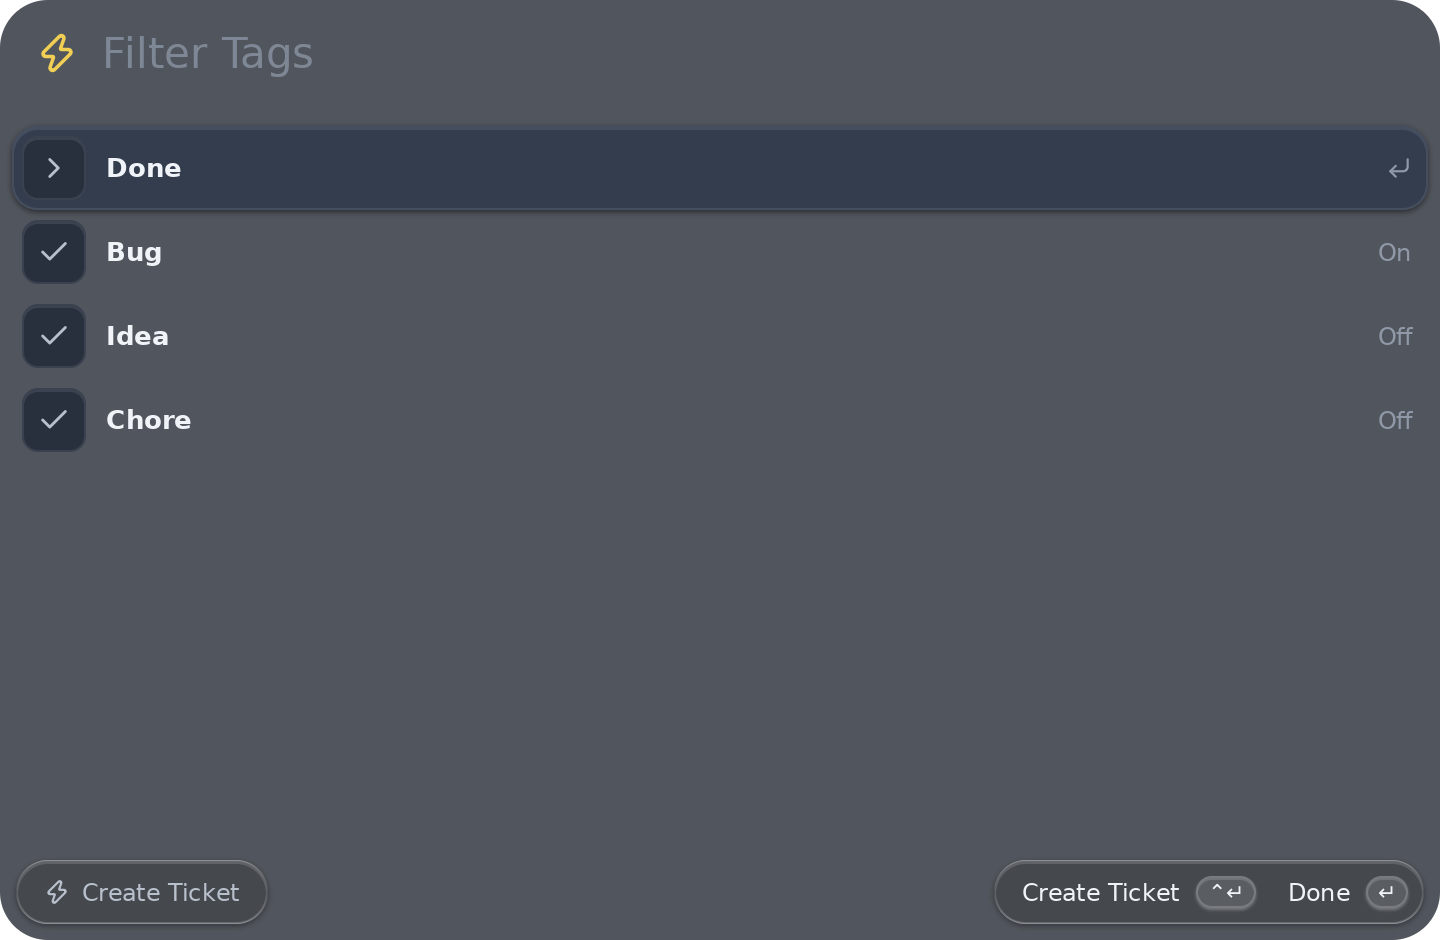 Filter Tags
Done
Bug On
Idea Off
Chore Off
Create Ticket
Create Ticket ^↵ Done ↵